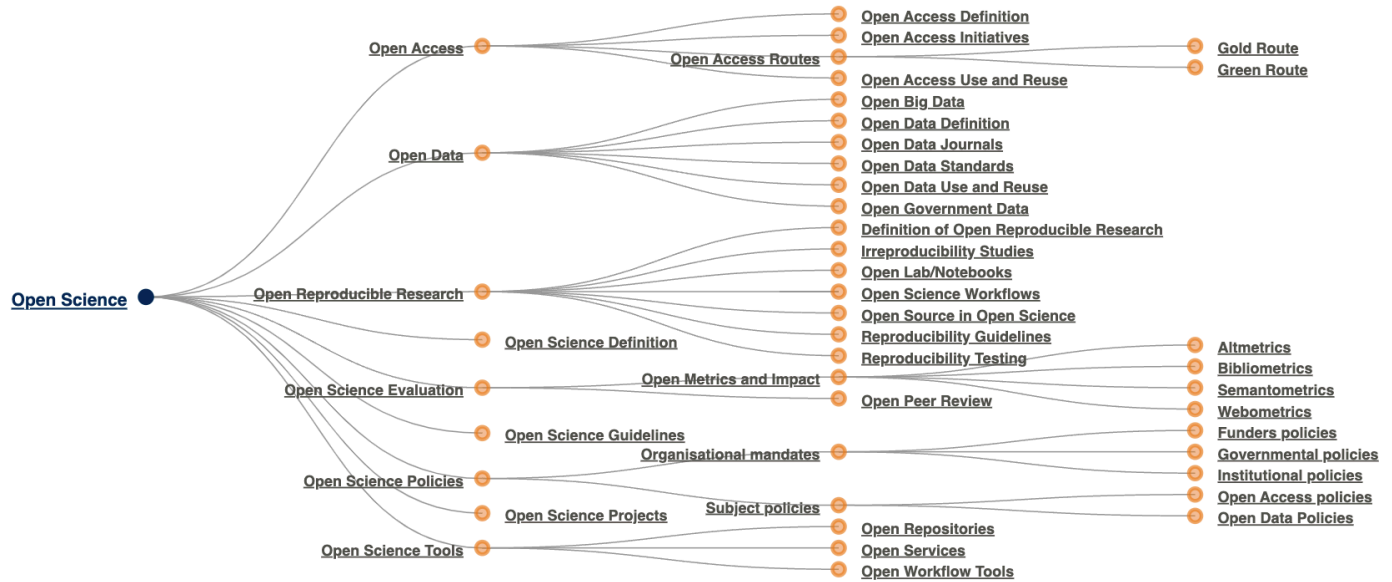 Open Science
Open Access
Open Access Definition
Open Access Initiatives
Open Access Routes
Gold Route
Green Route
Open Access Use and Reuse
Open Data
Open Big Data
Open Data Definition
Open Data Journals
Open Data Standards
Open Data Use and Reuse
Open Government Data
Open Reproducible Research
Definition of Open Reproducible Research
Irreproducibility Studies
Open Lab/Notebooks
Open Science Workflows
Open Source in Open Science
Reproducibility Guidelines
Reproducibility Testing
Open Science Definition
Open Science Evaluation
Open Metrics and Impact
Altmetrics
Bibliometrics
Semantometrics
Webometrics
Open Peer Review
Open Science Guidelines
Open Science Policies
Organisational mandates
Funders policies
Governmental policies
Institutional policies
Subject policies
Open Access policies
Open Data Policies
Open Science Projects
Open Science Tools
Open Repositories
Open Services
Open Workflow Tools